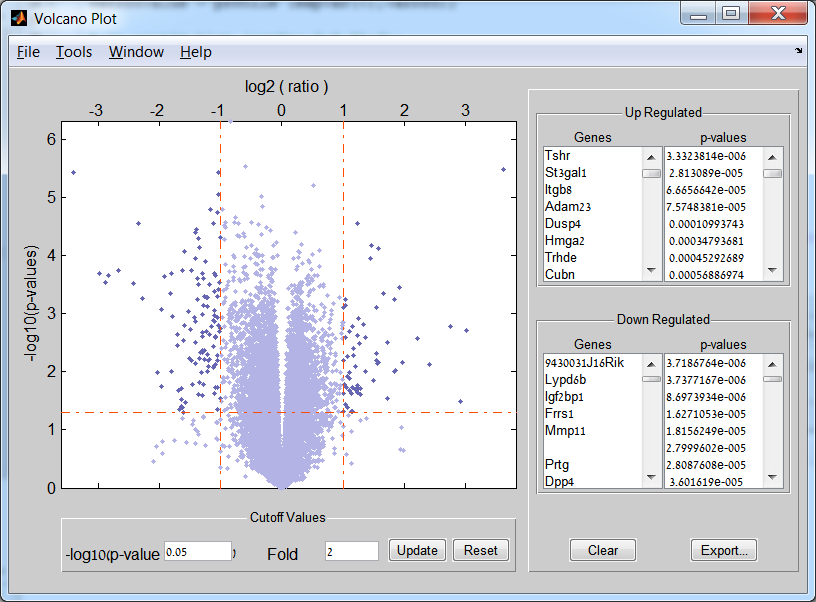 Volcano Plot
File Tools Window Help
log2 ( ratio )
-3 -2 -1 0 1 2 3
6
5
4
3
2
1
0
-log10(p-values)
Cutoff Values
-log10(p-value 0.05 ) Fold 2 Update Reset
Up Regulated
Genes p-values
Tshr 3.3323814e-006
St3gal1 2.813089e-005
Itgb8 6.6656642e-005
Adam23 7.5748381e-005
Dusp4 0.00010993743
Hmga2 0.00034793681
Trhde 0.00045292689
Cubn 0.00056886974
Down Regulated
Genes p-values
9430031J16Rik 3.7186764e-006
Lypd6b 3.7377167e-006
Igf2bp1 8.6973934e-006
Frrs1 1.6271053e-005
Mmp11 1.8156249e-005
2.7999602e-005
Prtg 2.8087608e-005
Dpp4 3.601619e-005
Clear Export...